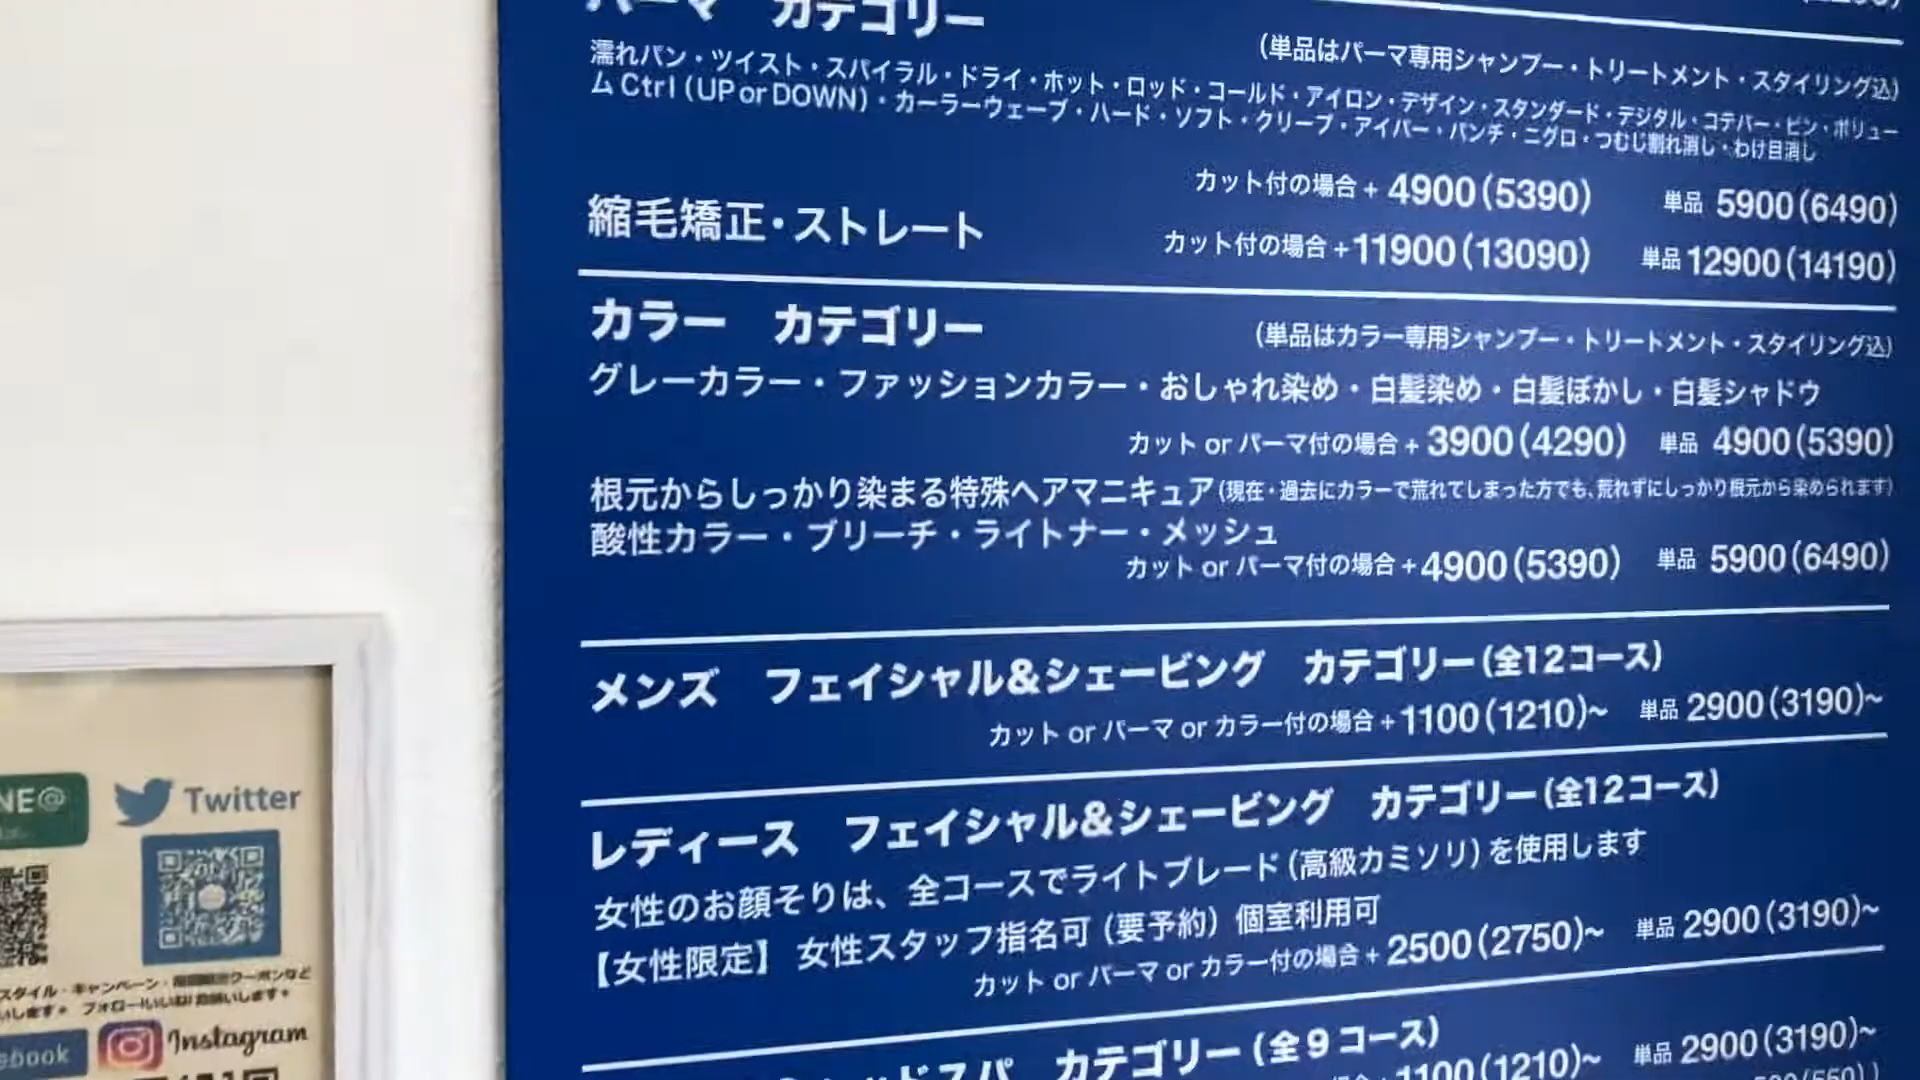 パーマ　カテゴリー
(単品はパーマ専用シャンプー・トリートメント・スタイリング込)
濡れパン・ツイスト・スパイラル・ドライ・ホット・ロッド・コールド・アイロン・デザイン・スタンダード・デジタル・コテパー・ピン・ボリュー
ム Ctrl (UP or DOWN)・カーラーウェーブ・ハード・ソフト・クリープ・アイパー・パンチ・ニグロ・つむじ割れ消し・わけ目消し
カット付の場合 + 4900(5390)　単品 5900(6490)
縮毛矯正・ストレート　カット付の場合 +11900(13090)　単品 12900(14190)
カラー　カテゴリー　(単品はカラー専用シャンプー・トリートメント・スタイリング込)
グレーカラー・ファッションカラー・おしゃれ染め・白髪染め・白髪ぼかし・白髪シャドウ
カット or パーマ付の場合 + 3900(4290)　単品 4900(5390)
根元からしっかり染まる特殊ヘアマニキュア(現在・過去にカラーで荒れてしまった方でも、荒れずにしっかり根元から染められます)
酸性カラー・ブリーチ・ライトナー・メッシュ
カット or パーマ付の場合 +4900(5390)　単品 5900(6490)
メンズ　フェイシャル&シェービング　カテゴリー(全12コース)
カット or パーマ or カラー付の場合 +1100(1210)~　単品 2900(3190)~
レディース　フェイシャル&シェービング　カテゴリー(全12コース)
女性のお顔そりは、全コースでライトブレード(高級カミソリ)を使用します
【女性限定】 女性スタッフ指名可 (要予約) 個室利用可
カット or パーマ or カラー付の場合 + 2500(2750)~　単品 2900(3190)~
ドスパ　カテゴリー (全9コース)
+1100(1210)~　単品 2900(3190)~
NE@
Twitter
スタイル・キャンペーン・
ebook
Instagram